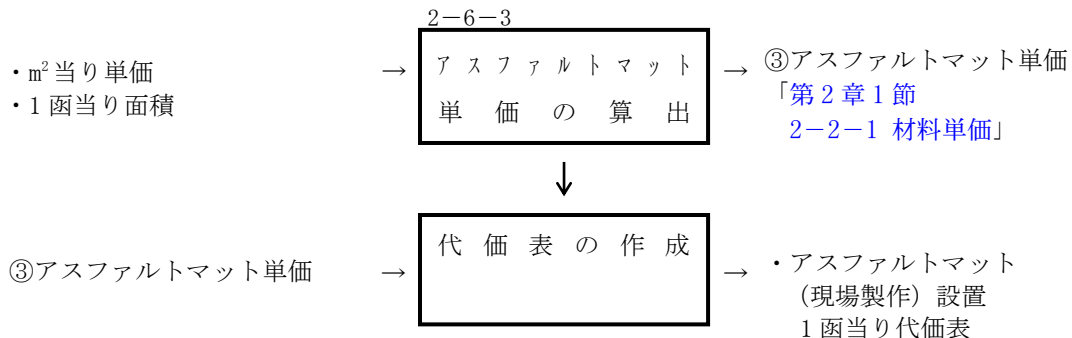 2－6－3
・m²当り単価
・1函当り面積
→
アスファルトマット
単価の算出
→
③アスファルトマット単価
「第2章1節
2－2－1 材料単価」
↓
③アスファルトマット単価
→
代価表の作成
→
・アスファルトマット
（現場製作）設置
1函当り代価表